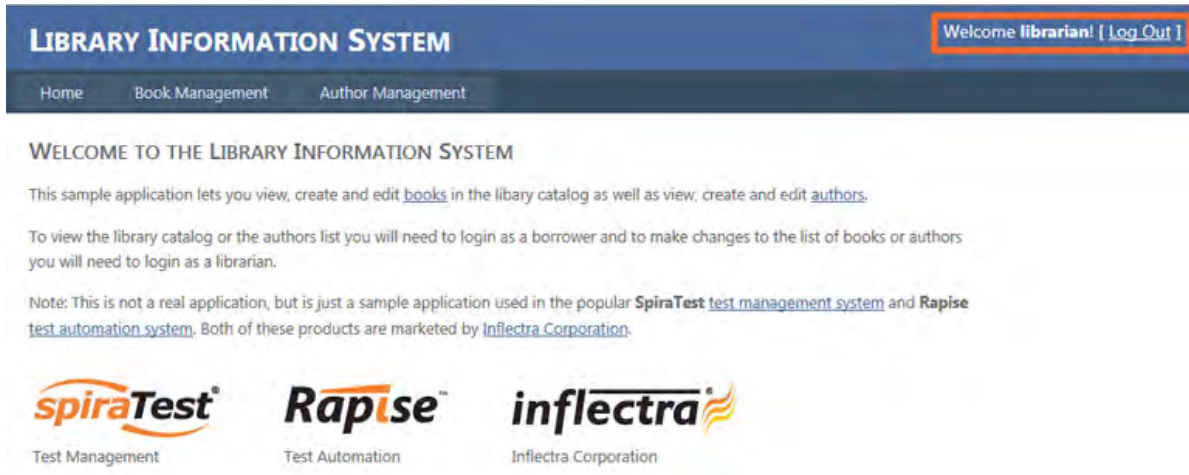 LIBRARY INFORMATION SYSTEM
Welcome librarian! [ Log Out ]
Home Book Management Author Management
WELCOME TO THE LIBRARY INFORMATION SYSTEM
This sample application lets you view, create and edit books in the libary catalog as well as view, create and edit authors.
To view the library catalog or the authors list you will need to login as a borrower and to make changes to the list of books or authors
you will need to login as a librarian.
Note: This is not a real application, but is just a sample application used in the popular SpiraTest test management system and Rapise
test automation system. Both of these products are marketed by Inflectra Corporation.
spiraTest® Rapise™ inflectra®
Test Management Test Automation Inflectra Corporation